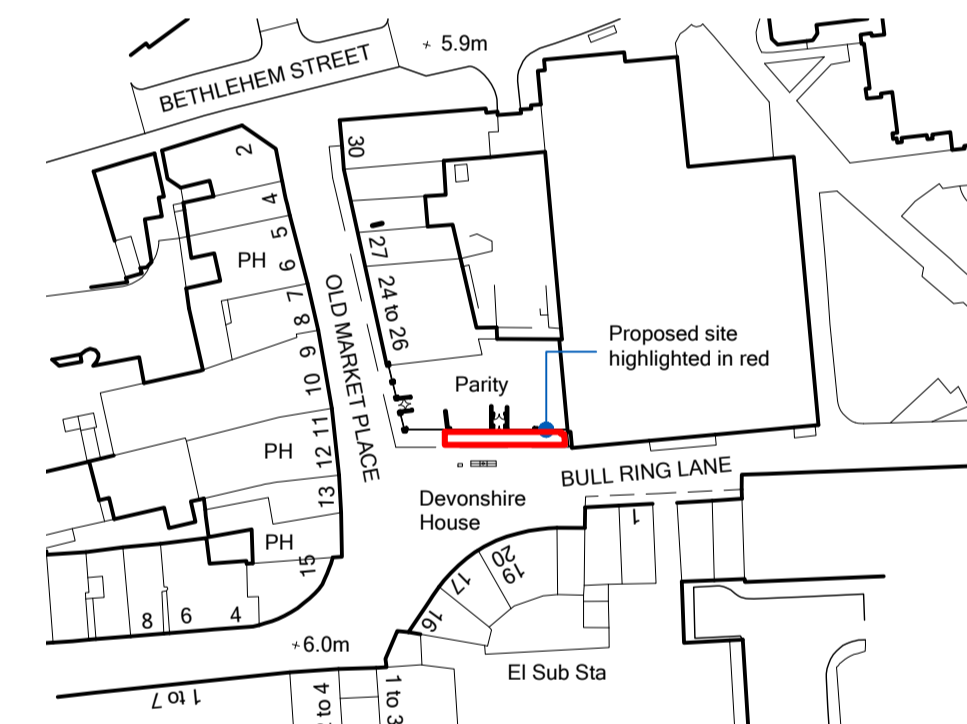 5.9m
BETHLEHEM STREET
2
30
4
5
PH
6
27
7
8
24 to 26
OLD MARKET PLACE
9
10
Proposed site
highlighted in red
Parity
11
PH
12
13
BULL RING LANE
Devonshire
House
1
PH
15
20
19
17
16
8
6
4
6.0m
El Sub Sta
1 to 7
to 4
1 to 3